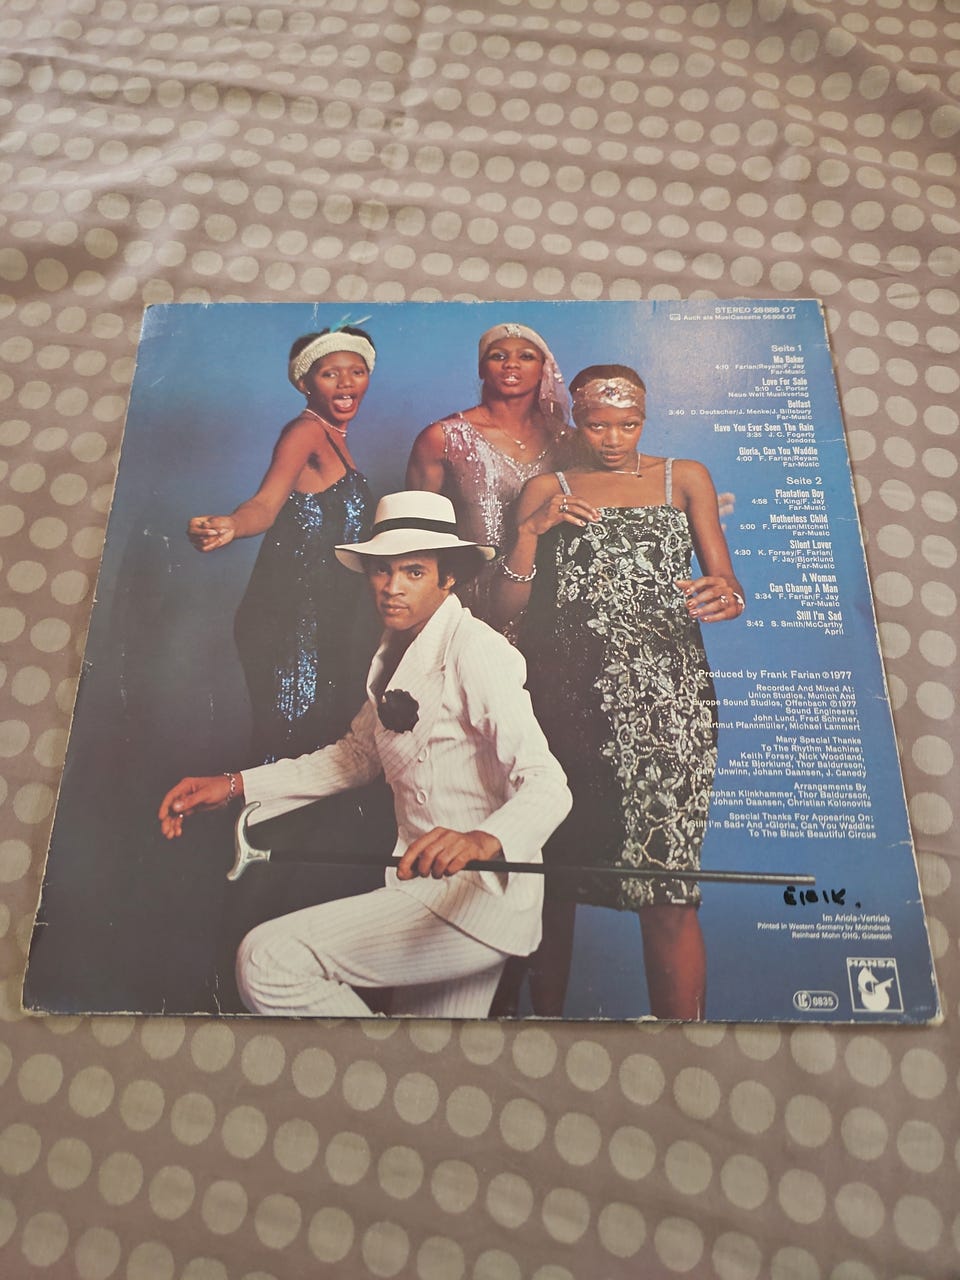 STEREO 28 888 OT
Auch als MusiCassette 56 808 OT
Seite 1
Ma Baker
4:10 Farian/Reyam/F. Jay
Far-Music
Love For Sale
5:10 C. Porter
Neue Welt Musikverlag
Belfast
3:40 D. Deutscher/J. Menke/J. Billsbury
Far-Music
Have You Ever Seen The Rain
3:35 J. C. Fogerty
Jondora
Gloria, Can You Waddle
4:00 F. Farian/Reyam
Far-Music
Seite 2
Plantation Boy
4:58 T. King/F. Jay
Far-Music
Motherless Child
5:00 F. Farian/Mitchell
Far-Music
Silent Lover
4:30 K. Forsey/F. Farian/
F. Jay/Bjorklund
Far-Music
A Woman
Can Change A Man
3:34 F. Farian/F. Jay
Far-Music
Still I'm Sad
3:42 S. Smith/McCarthy
April
Produced by Frank Farian ℗ 1977
Recorded And Mixed At:
Union Studios, Munich And
Europe Sound Studios, Offenbach ℗ 1977
Sound Engineers:
John Lund, Fred Schreier,
Hartmut Pfannmüller, Michael Lammert
Many Special Thanks
To The Rhythm Machine:
Keith Forsey, Nick Woodland,
Matz Bjorklund, Thor Baldursson,
Gary Unwinn, Johann Daansen, J. Canedy
Arrangements By
Stephan Klinkhammer, Thor Baldursson,
Johann Daansen, Christian Kolonovits
Special Thanks For Appearing On:
»Still I'm Sad« And »Gloria, Can You Waddle«
To The Black Beautiful Circus
Im Ariola-Vertrieb
Printed in Western Germany by Mohndruck
Reinhard Mohn OHG, Gütersloh
LC 0835
HANSA